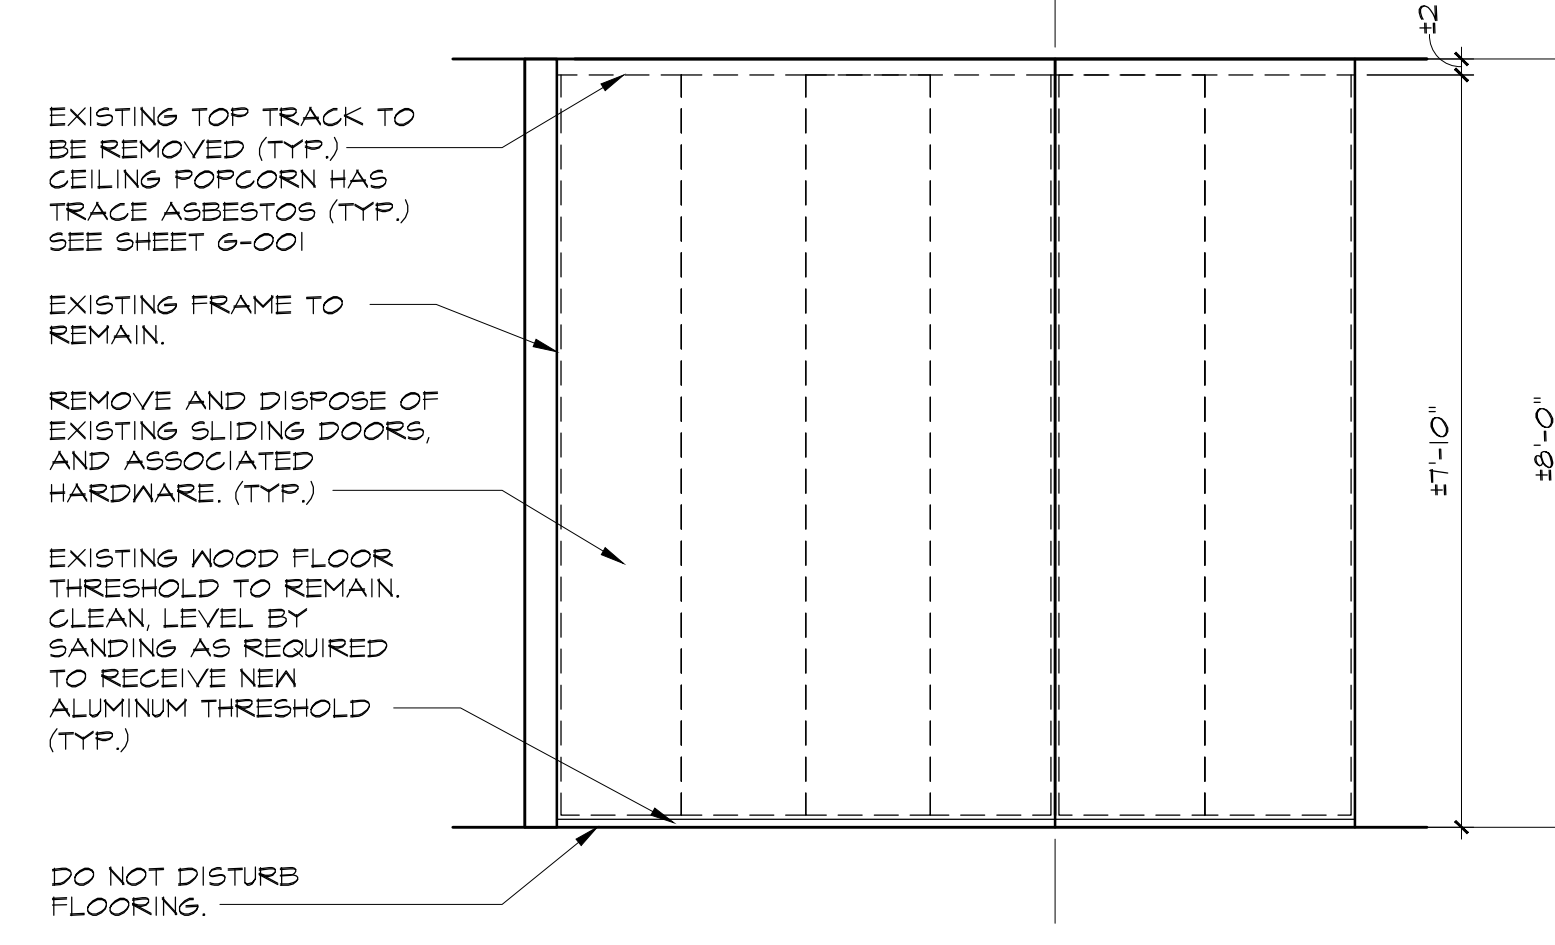 EXISTING TOP TRACK TO
BE REMOVED (TYP.)
CEILING POPCORN HAS
TRACE ASBESTOS (TYP.)
SEE SHEET G-001
EXISTING FRAME TO
REMAIN.
REMOVE AND DISPOSE OF
EXISTING SLIDING DOORS,
AND ASSOCIATED
HARDWARE. (TYP.)
EXISTING WOOD FLOOR
THRESHOLD TO REMAIN.
CLEAN, LEVEL BY
SANDING AS REQUIRED
TO RECEIVE NEW
ALUMINUM THRESHOLD
(TYP.)
DO NOT DISTURB
FLOORING.
±2
±7'-10"
±8'-0"